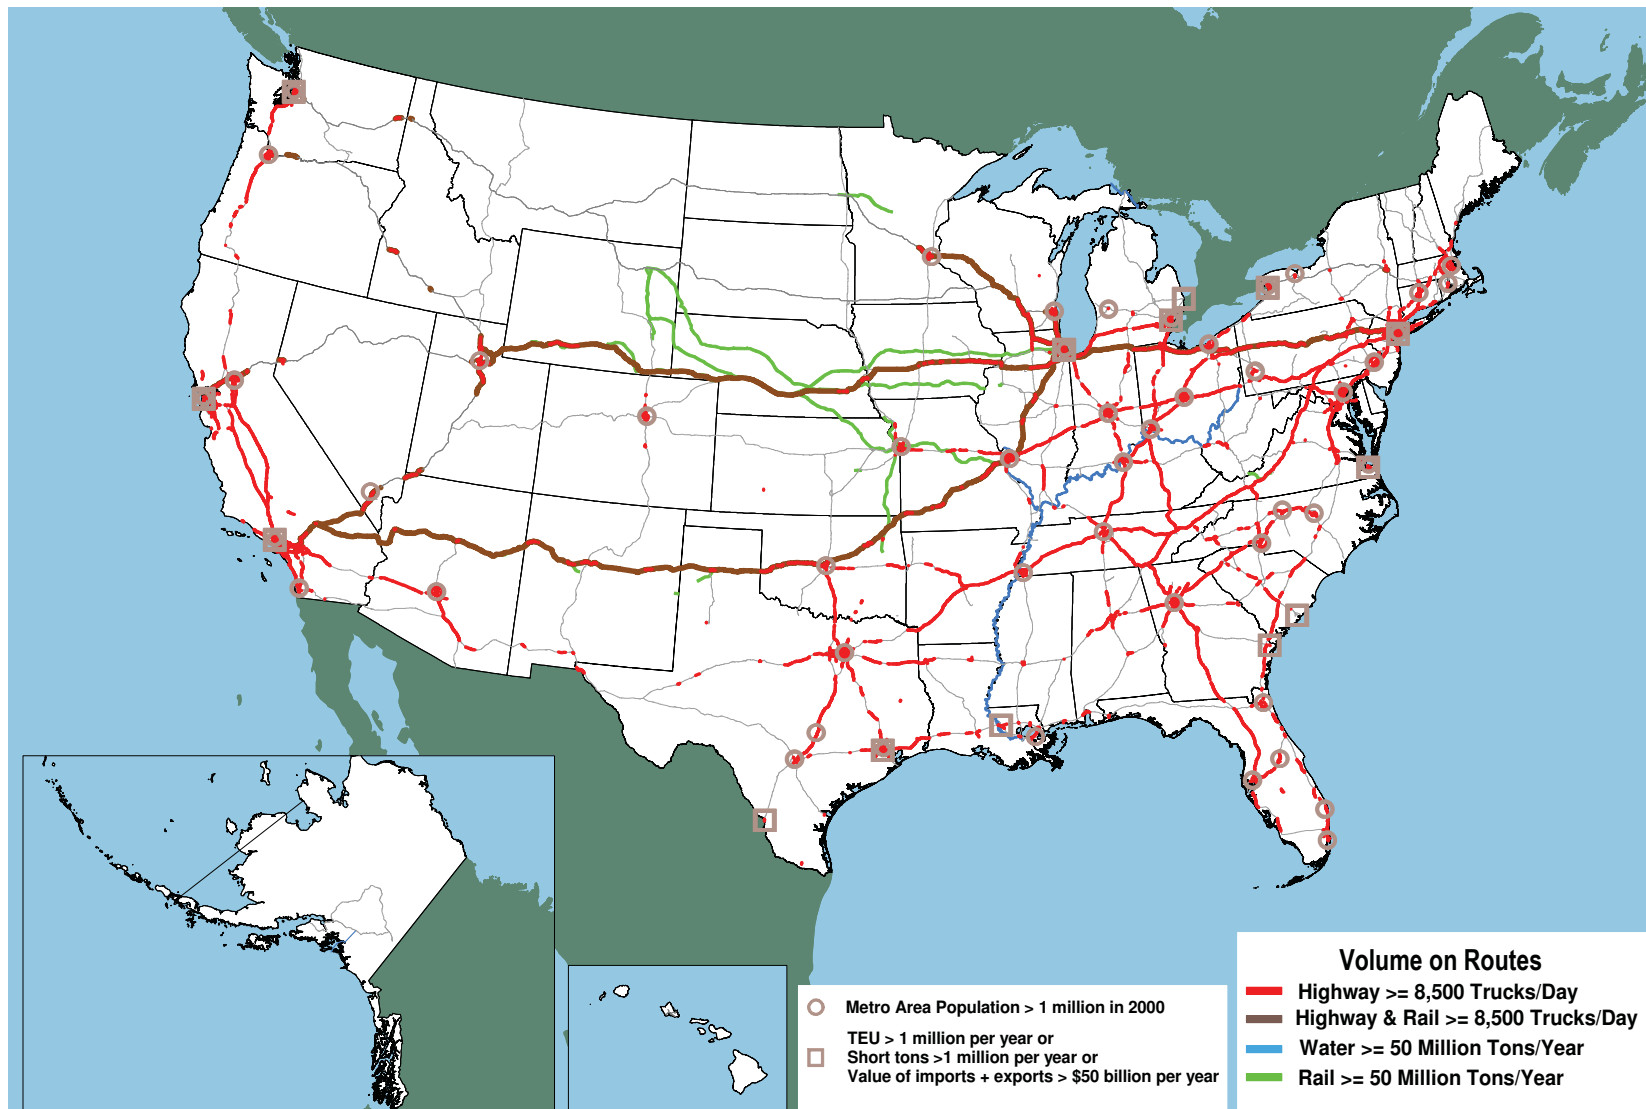 Volume on Routes
Highway >= 8,500 Trucks/Day
Highway & Rail >= 8,500 Trucks/Day
Water >= 50 Million Tons/Year
Rail >= 50 Million Tons/Year
Metro Area Population > 1 million in 2000
TEU > 1 million per year or
Short tons >1 million per year or
Value of imports + exports > $50 billion per year